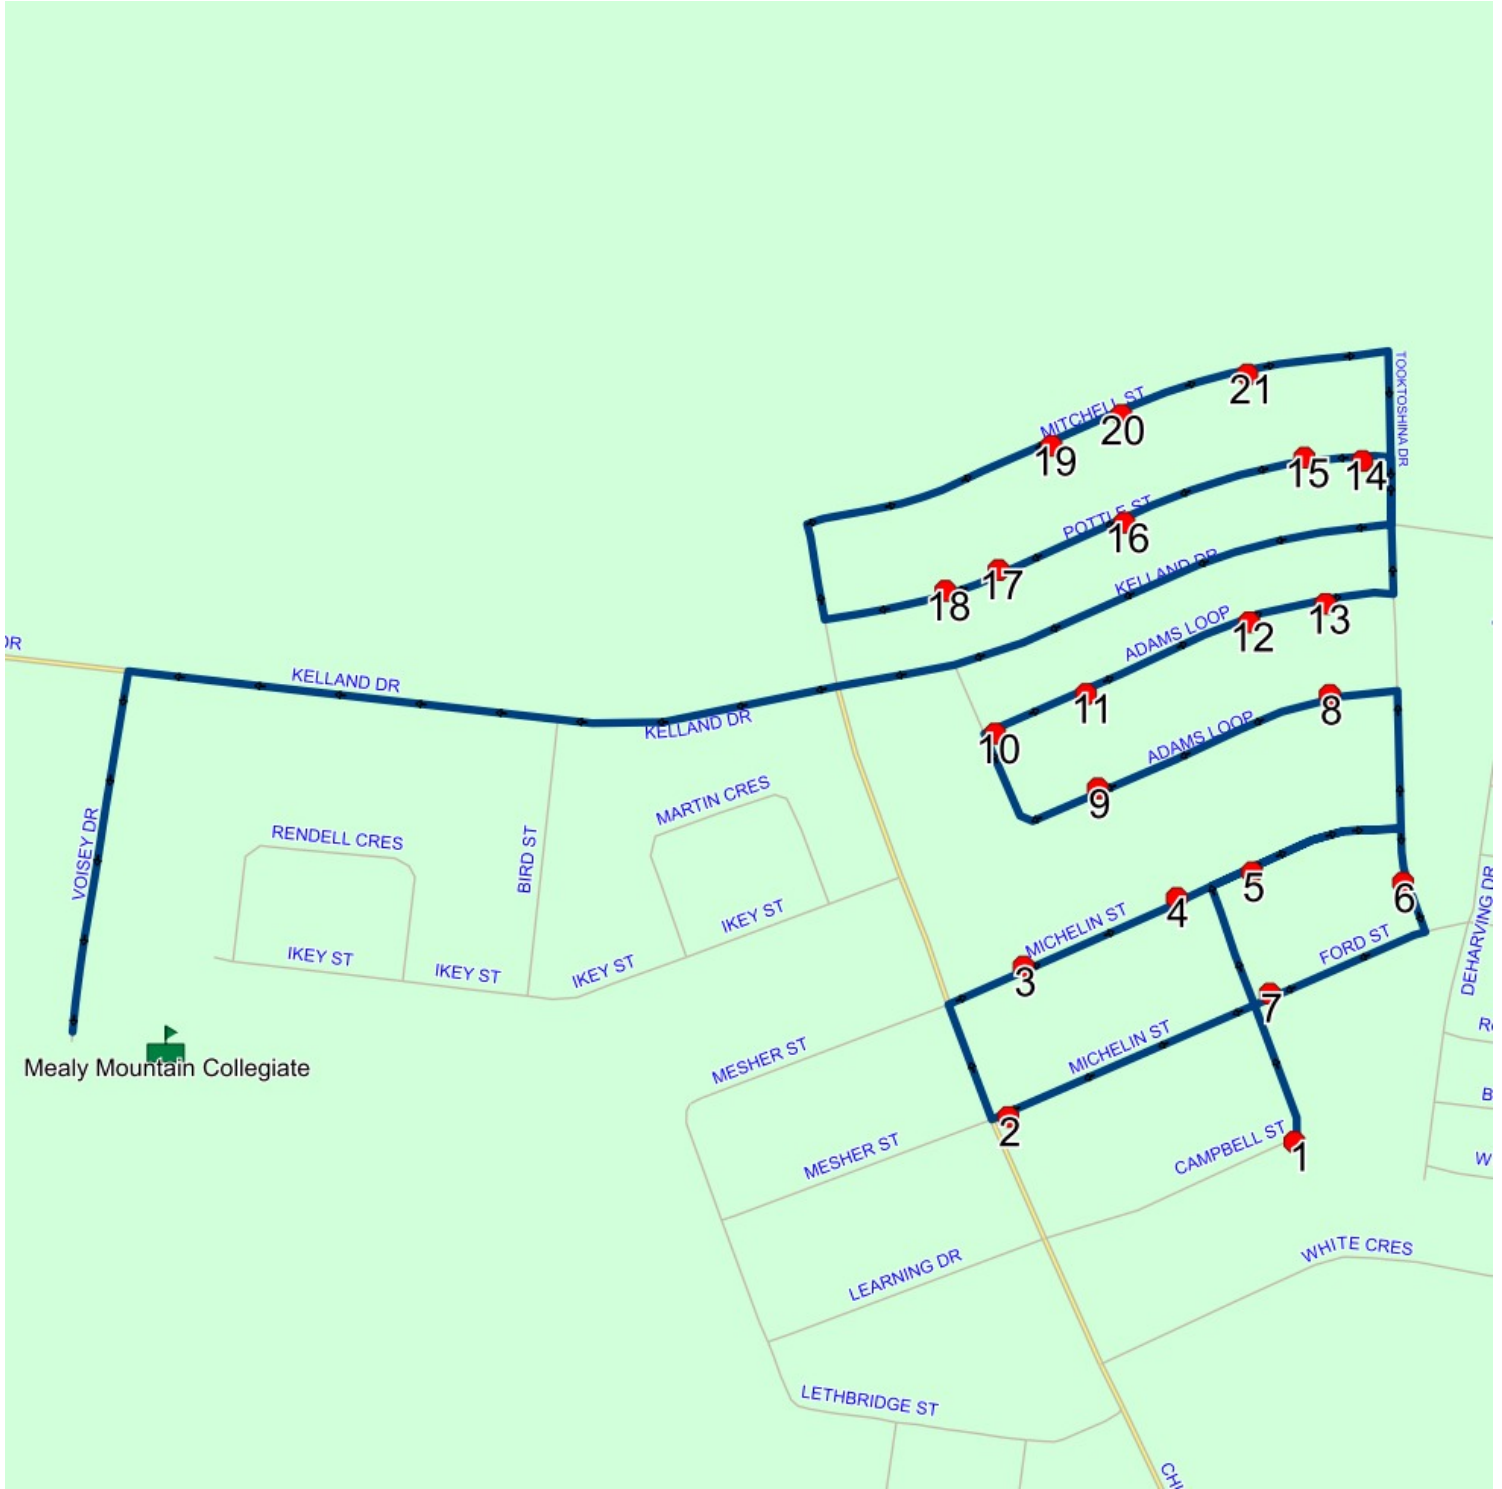 TOOKTOSHINA DR
MITCHELL ST
21
20
19
15
14
POTTLE ST
16
KELLAND DR
17
18
13
ADAMS LOOP
12
DR
KELLAND DR
11
8
KELLAND DR
ADAMS LOOP
10
9
MARTIN CRES
RENDELL CRES
VOISEY DR
BIRD ST
5
4
6
IKEY ST
MICHELIN ST
DEHARVING DR
IKEY ST
IKEY ST
IKEY ST
FORD ST
3
7
MICHELIN ST
MESHER ST
Mealy Mountain Collegiate
B
2
MESHER ST
CAMPBELL ST
1
W
WHITE CRES
LEARNING DR
LETHBRIDGE ST